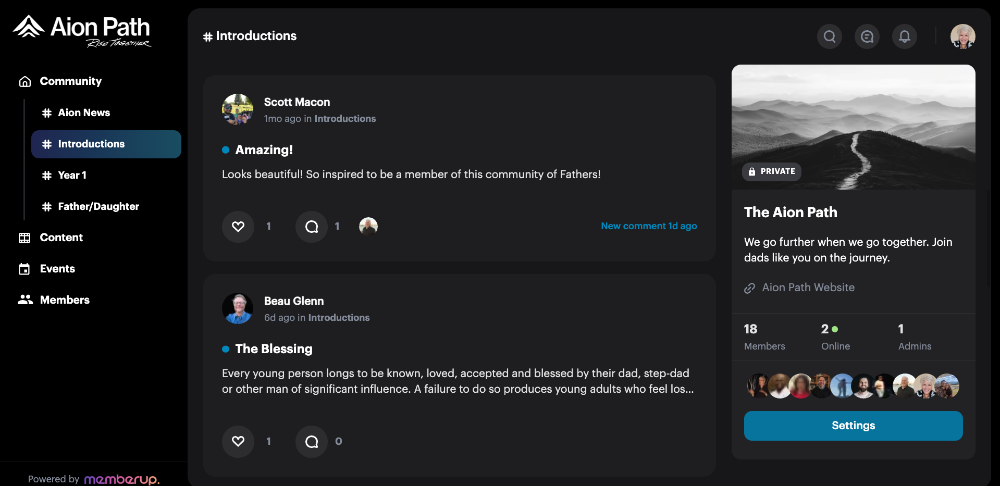 Aion Path
Rise Together
Community
# Aion News
# Introductions
# Year 1
# Father/Daughter
Content
Events
Members
Powered by memberup.
# Introductions
Scott Macon
1mo ago in Introductions
Amazing!
Looks beautiful! So inspired to be a member of this community of Fathers!
1
1
New comment 1d ago
Beau Glenn
6d ago in Introductions
The Blessing
Every young person longs to be known, loved, accepted and blessed by their dad, step-dad
or other man of significant influence. A failure to do so produces young adults who feel los...
1
0
PRIVATE
The Aion Path
We go further when we go together. Join
dads like you on the journey.
Aion Path Website
18 2 1
Members Online Admins
Settings